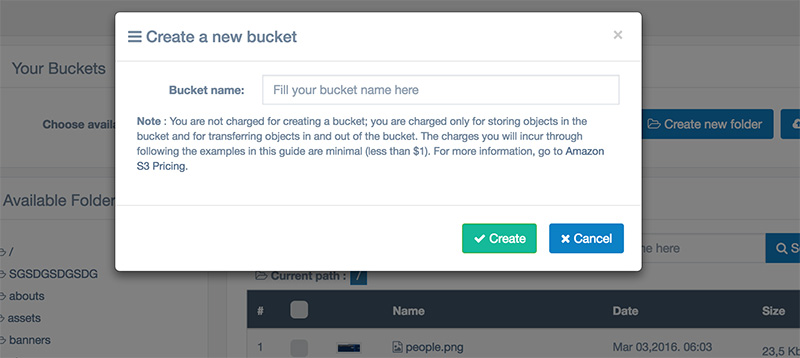 Create a new bucket ×
Your Buckets
Bucket name: Fill your bucket name here
Note : You are not charged for creating a bucket; you are charged only for storing objects in the
Choose bucket and for transferring objects in and out of the bucket. The charges you will incur through
Create new folder
following the examples in this guide are minimal (less than $1). For more information, go to Amazon
S3 Pricing.
Available Folder
Create Cancel
/
name here
SGSDGSDGSDG
Current path : /
abouts
assets
# Name Date Size
banners
1 people.png Mar 03,2016. 06:03 23,5 Kb